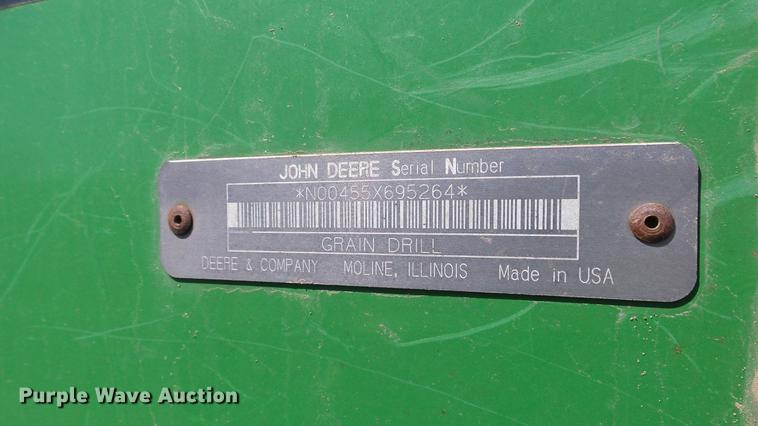 JOHN DEERE Serial Number
*N00455X695264*
GRAIN DRILL
DEERE & COMPANY MOLINE, ILLINOIS Made in USA
Purple Wave Auction